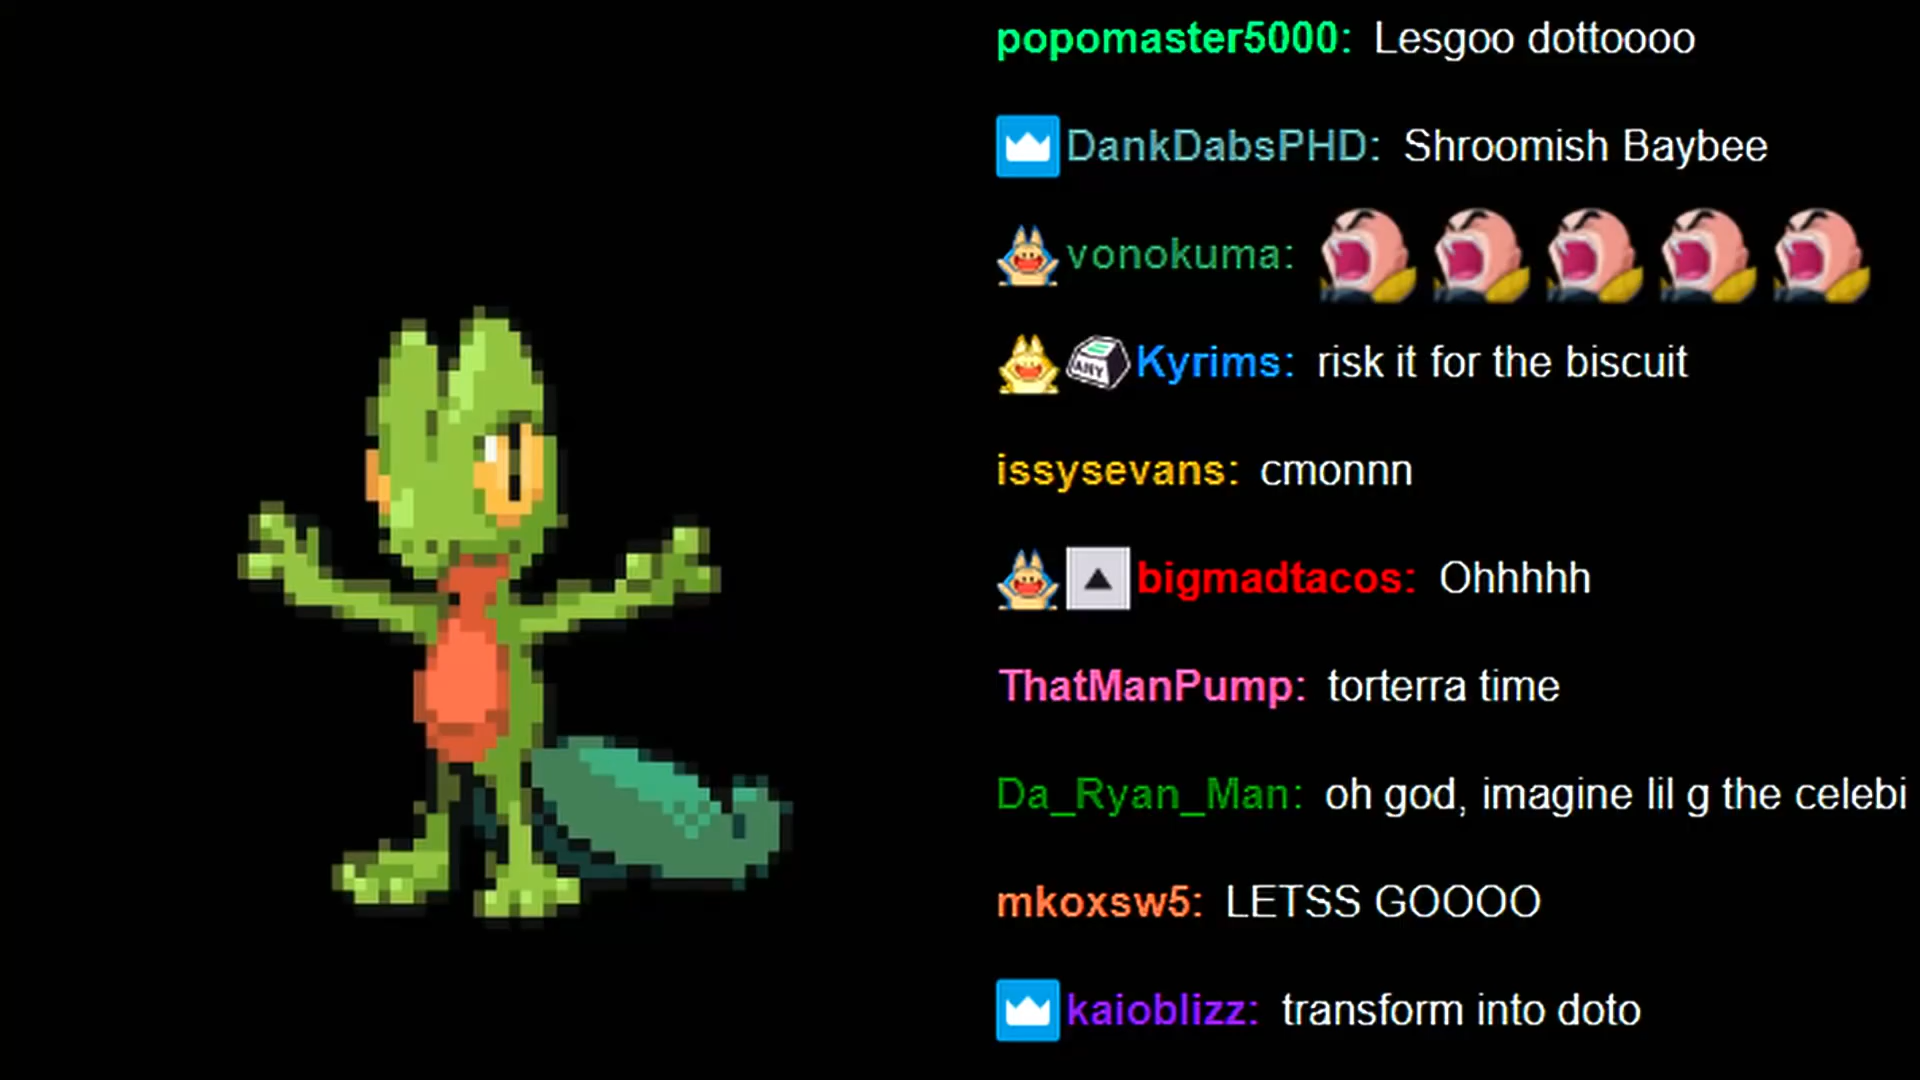 popomaster5000: Lesgoo dottoooo
DankDabsPHD: Shroomish Baybee
vonokuma:
ANY Kyrims: risk it for the biscuit
issysevans: cmonnn
bigmadtacos: Ohhhhh
ThatManPump: torterra time
Da_Ryan_Man: oh god, imagine lil g the celebi
mkoxsw5: LETSS GOOOO
kaioblizz: transform into doto